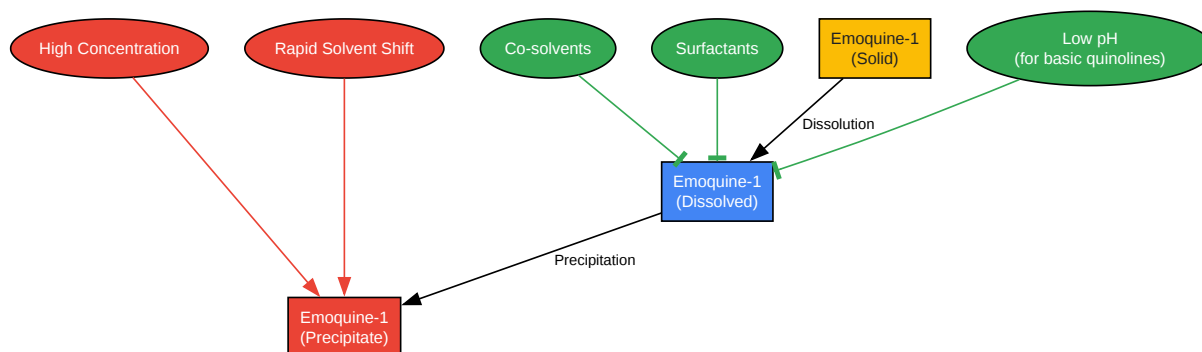 High Concentration
Rapid Solvent Shift
Co-solvents
Surfactants
Emoquine-1
(Solid)
Low pH
(for basic quinolines)
Dissolution
Emoquine-1
(Dissolved)
Precipitation
Emoquine-1
(Precipitate)